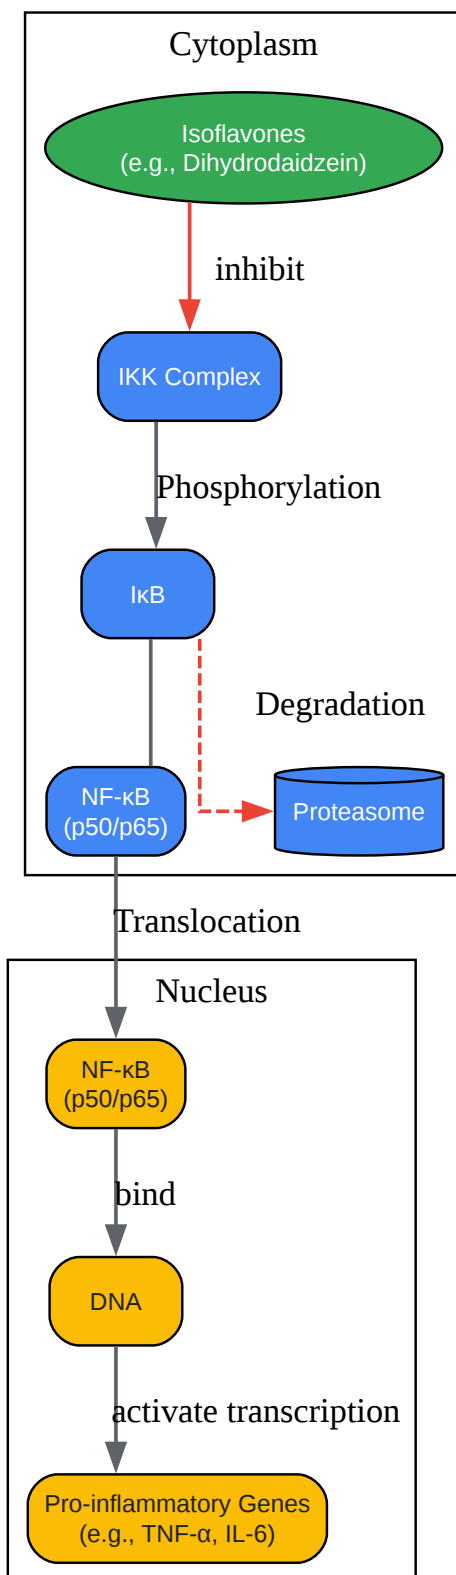 Cytoplasm
Isoflavones
(e.g., Dihydrodaidzein)
inhibit
IKK Complex
Phosphorylation
IκB
Degradation
NF-κB
(p50/p65)
Proteasome
Translocation
Nucleus
NF-κB
(p50/p65)
bind
DNA
activate transcription
Pro-inflammatory Genes
(e.g., TNF-α, IL-6)